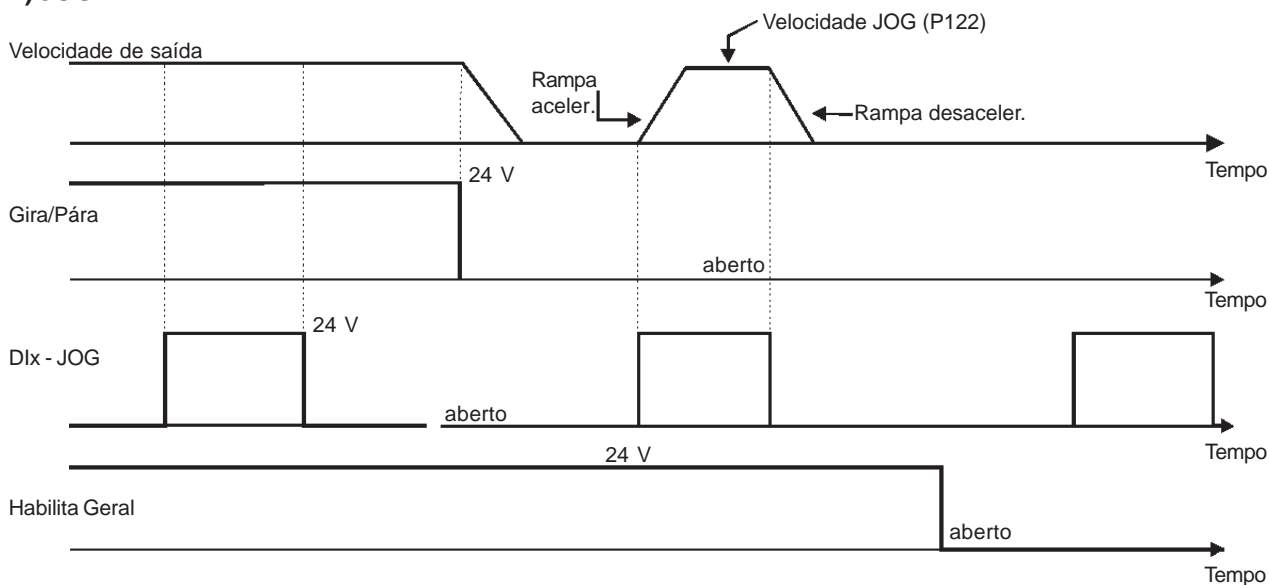 Velocidade JOG (P122)
Velocidade de saída
Rampa
aceler.
Rampa desaceler.
Tempo
24 V
Gira/Pára
aberto
Tempo
24 V
DIx - JOG
aberto
Tempo
24 V
Habilita Geral
aberto
Tempo